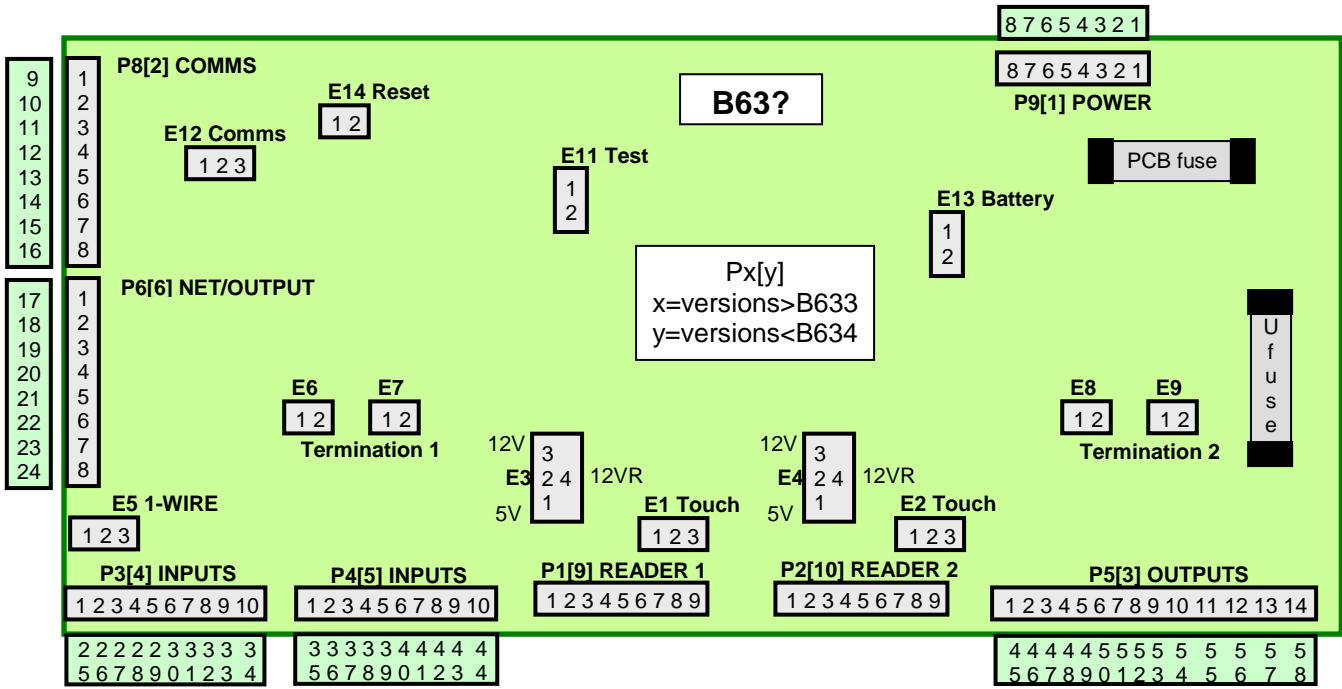 8 7 6 5 4 3 2 1
8 7 6 5 4 3 2 1
P9[1] POWER
P8[2] COMMS
9
10
11
12
13
14
15
16
1
2
3
4
5
6
7
8
E14 Reset
1 2
E12 Comms
1 2 3
B63?
E11 Test
1
2
PCB fuse
E13 Battery
1
2
Px[y]
x=versions>B633
y=versions<B634
P6[6] NET/OUTPUT
17
18
19
20
21
22
23
24
1
2
3
4
5
6
7
8
U
f
u
s
e
E6
1 2
E7
1 2
Termination 1
E8
1 2
E9
1 2
Termination 2
12V
3
E3 2 4 12VR
1
5V
12V
3
E4 2 4 12VR
1
5V
E1 Touch
1 2 3
E2 Touch
1 2 3
E5 1-WIRE
1 2 3
P3[4] INPUTS
1 2 3 4 5 6 7 8 9 10
P4[5] INPUTS
1 2 3 4 5 6 7 8 9 10
P1[9] READER 1
1 2 3 4 5 6 7 8 9
P2[10] READER 2
1 2 3 4 5 6 7 8 9
P5[3] OUTPUTS
1 2 3 4 5 6 7 8 9 10 11 12 13 14
2 2 2 2 2 3 3 3 3 3
5 6 7 8 9 0 1 2 3 4
3 3 3 3 3 4 4 4 4 4
5 6 7 8 9 0 1 2 3 4
4 4 4 4 4 5 5 5 5 5 5 5 5 5
5 6 7 8 9 0 1 2 3 4 5 6 7 8